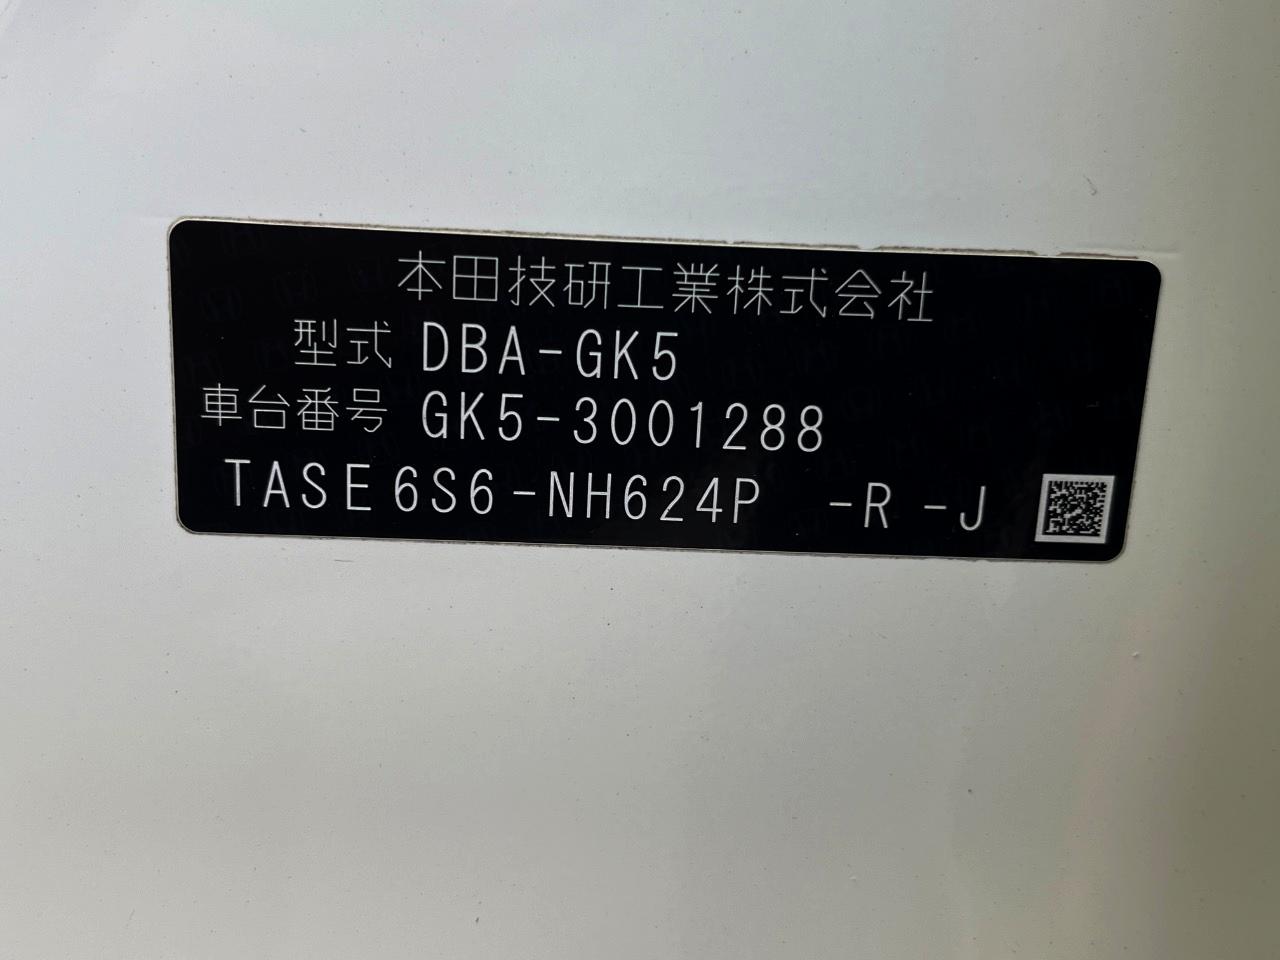 本田技研工業株式会社
型式 DBA-GK5
車台番号 GK5-3001288
TASE6S6-NH624P -R-J